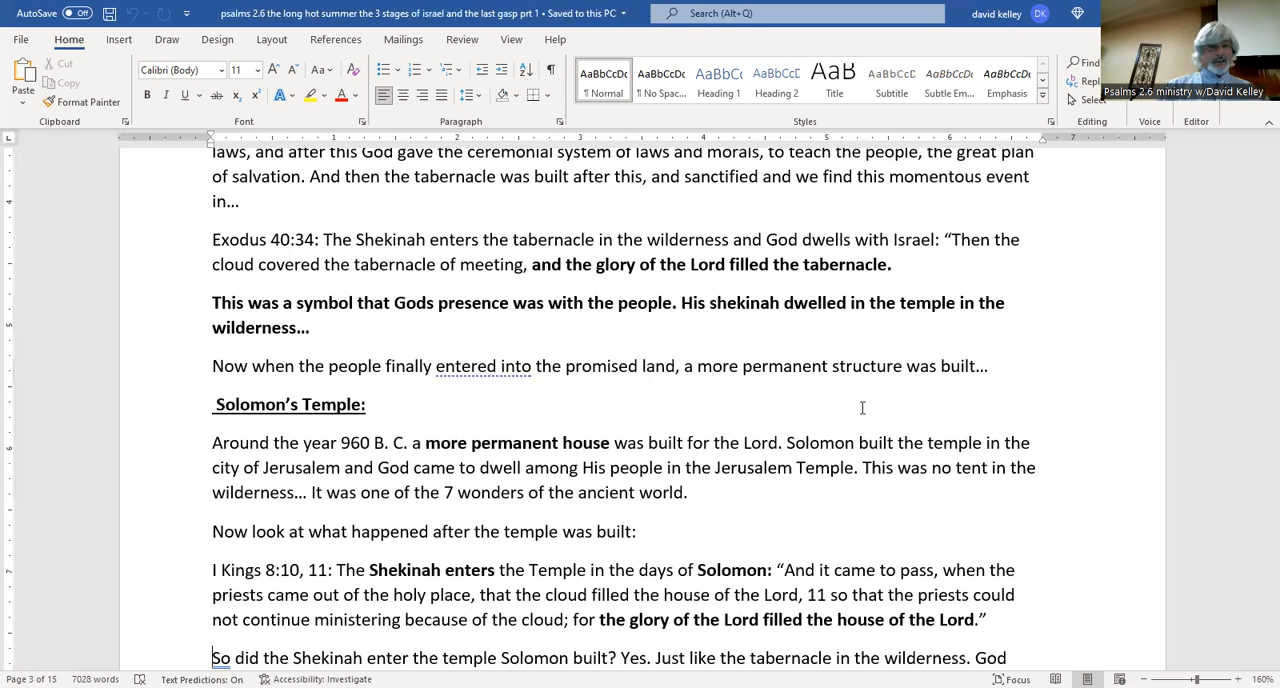 AutoSave Off psalms 2.6 the long hot summer the 3 stages of israel and the last gasp prt 1 • Saved to this PC Search (Alt+Q) david kelley DK
File Home Insert Draw Design Layout References Mailings Review View Help
Paste Cut Copy Format Painter
Calibri (Body) 11 Aa
B I U ab x₂ x² A A
AaBbCcDc AaBbCcDc AaBbCc AaBbCcD AaB AaBbCcD AaBbCcDc AaBbCcDc
¶ Normal ¶ No Spac... Heading 1 Heading 2 Title Subtitle Subtle Em... Emphasis
Find
Repl
Select
Psalms 2.6 ministry w/David Kelley
Clipboard Font Paragraph Styles Editing Voice Editor
1 2 3 4 5 6 7
laws, and after this God gave the ceremonial system of laws and morals, to teach the people, the great plan
of salvation. And then the tabernacle was built after this, and sanctified and we find this momentous event
in…
Exodus 40:34: The Shekinah enters the tabernacle in the wilderness and God dwells with Israel: “Then the
cloud covered the tabernacle of meeting, and the glory of the Lord filled the tabernacle.
This was a symbol that Gods presence was with the people. His shekinah dwelled in the temple in the
wilderness…
Now when the people finally entered into the promised land, a more permanent structure was built…
Solomon’s Temple:
Around the year 960 B. C. a more permanent house was built for the Lord. Solomon built the temple in the
city of Jerusalem and God came to dwell among His people in the Jerusalem Temple. This was no tent in the
wilderness… It was one of the 7 wonders of the ancient world.
Now look at what happened after the temple was built:
I Kings 8:10, 11: The Shekinah enters the Temple in the days of Solomon: “And it came to pass, when the
priests came out of the holy place, that the cloud filled the house of the Lord, 11 so that the priests could
not continue ministering because of the cloud; for the glory of the Lord filled the house of the Lord.”
So did the Shekinah enter the temple Solomon built? Yes. Just like the tabernacle in the wilderness. God
Page 3 of 15 7028 words Text Predictions: On Accessibility: Investigate Focus 160%